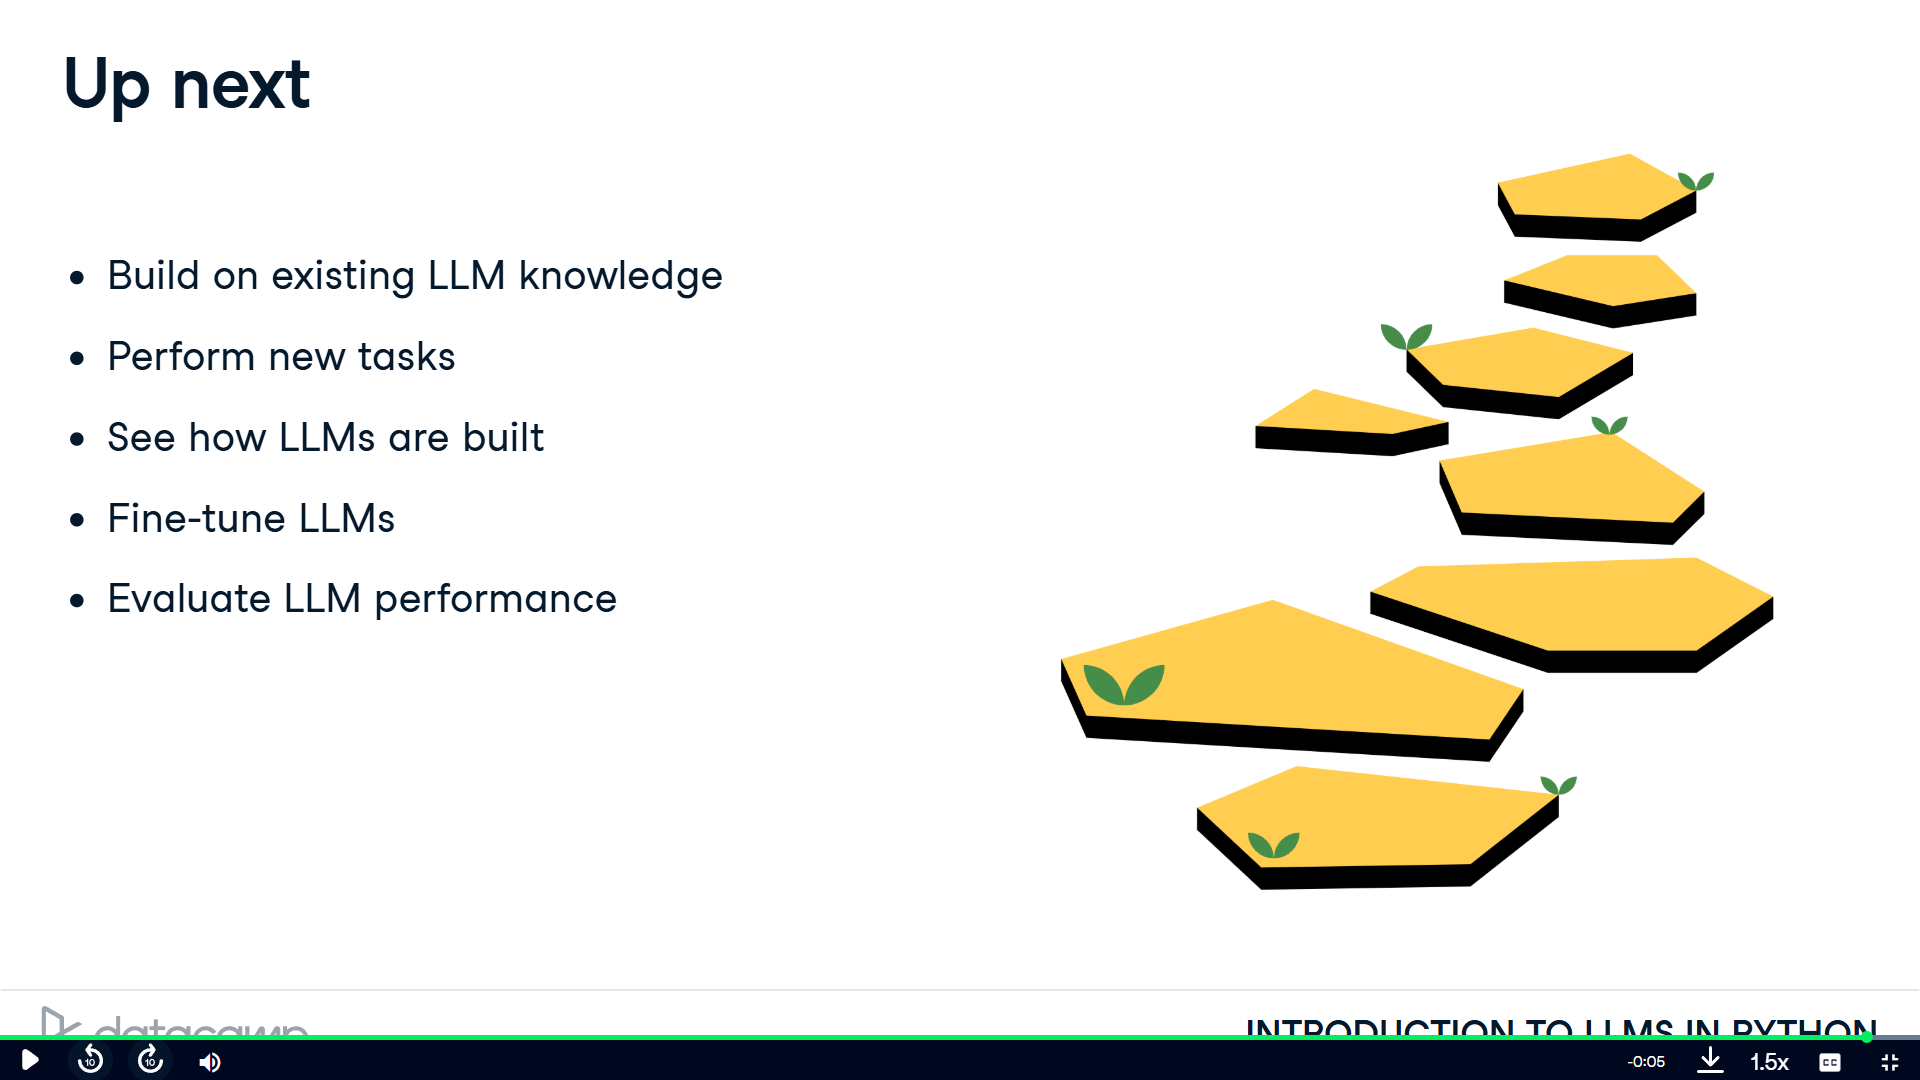 Up next
• Build on existing LLM knowledge
• Perform new tasks
• See how LLMs are built
• Fine-tune LLMs
• Evaluate LLM performance
datacamp
INTRODUCTION TO LLMS IN PYTHON
10
10
-0:05
1.5x
CC